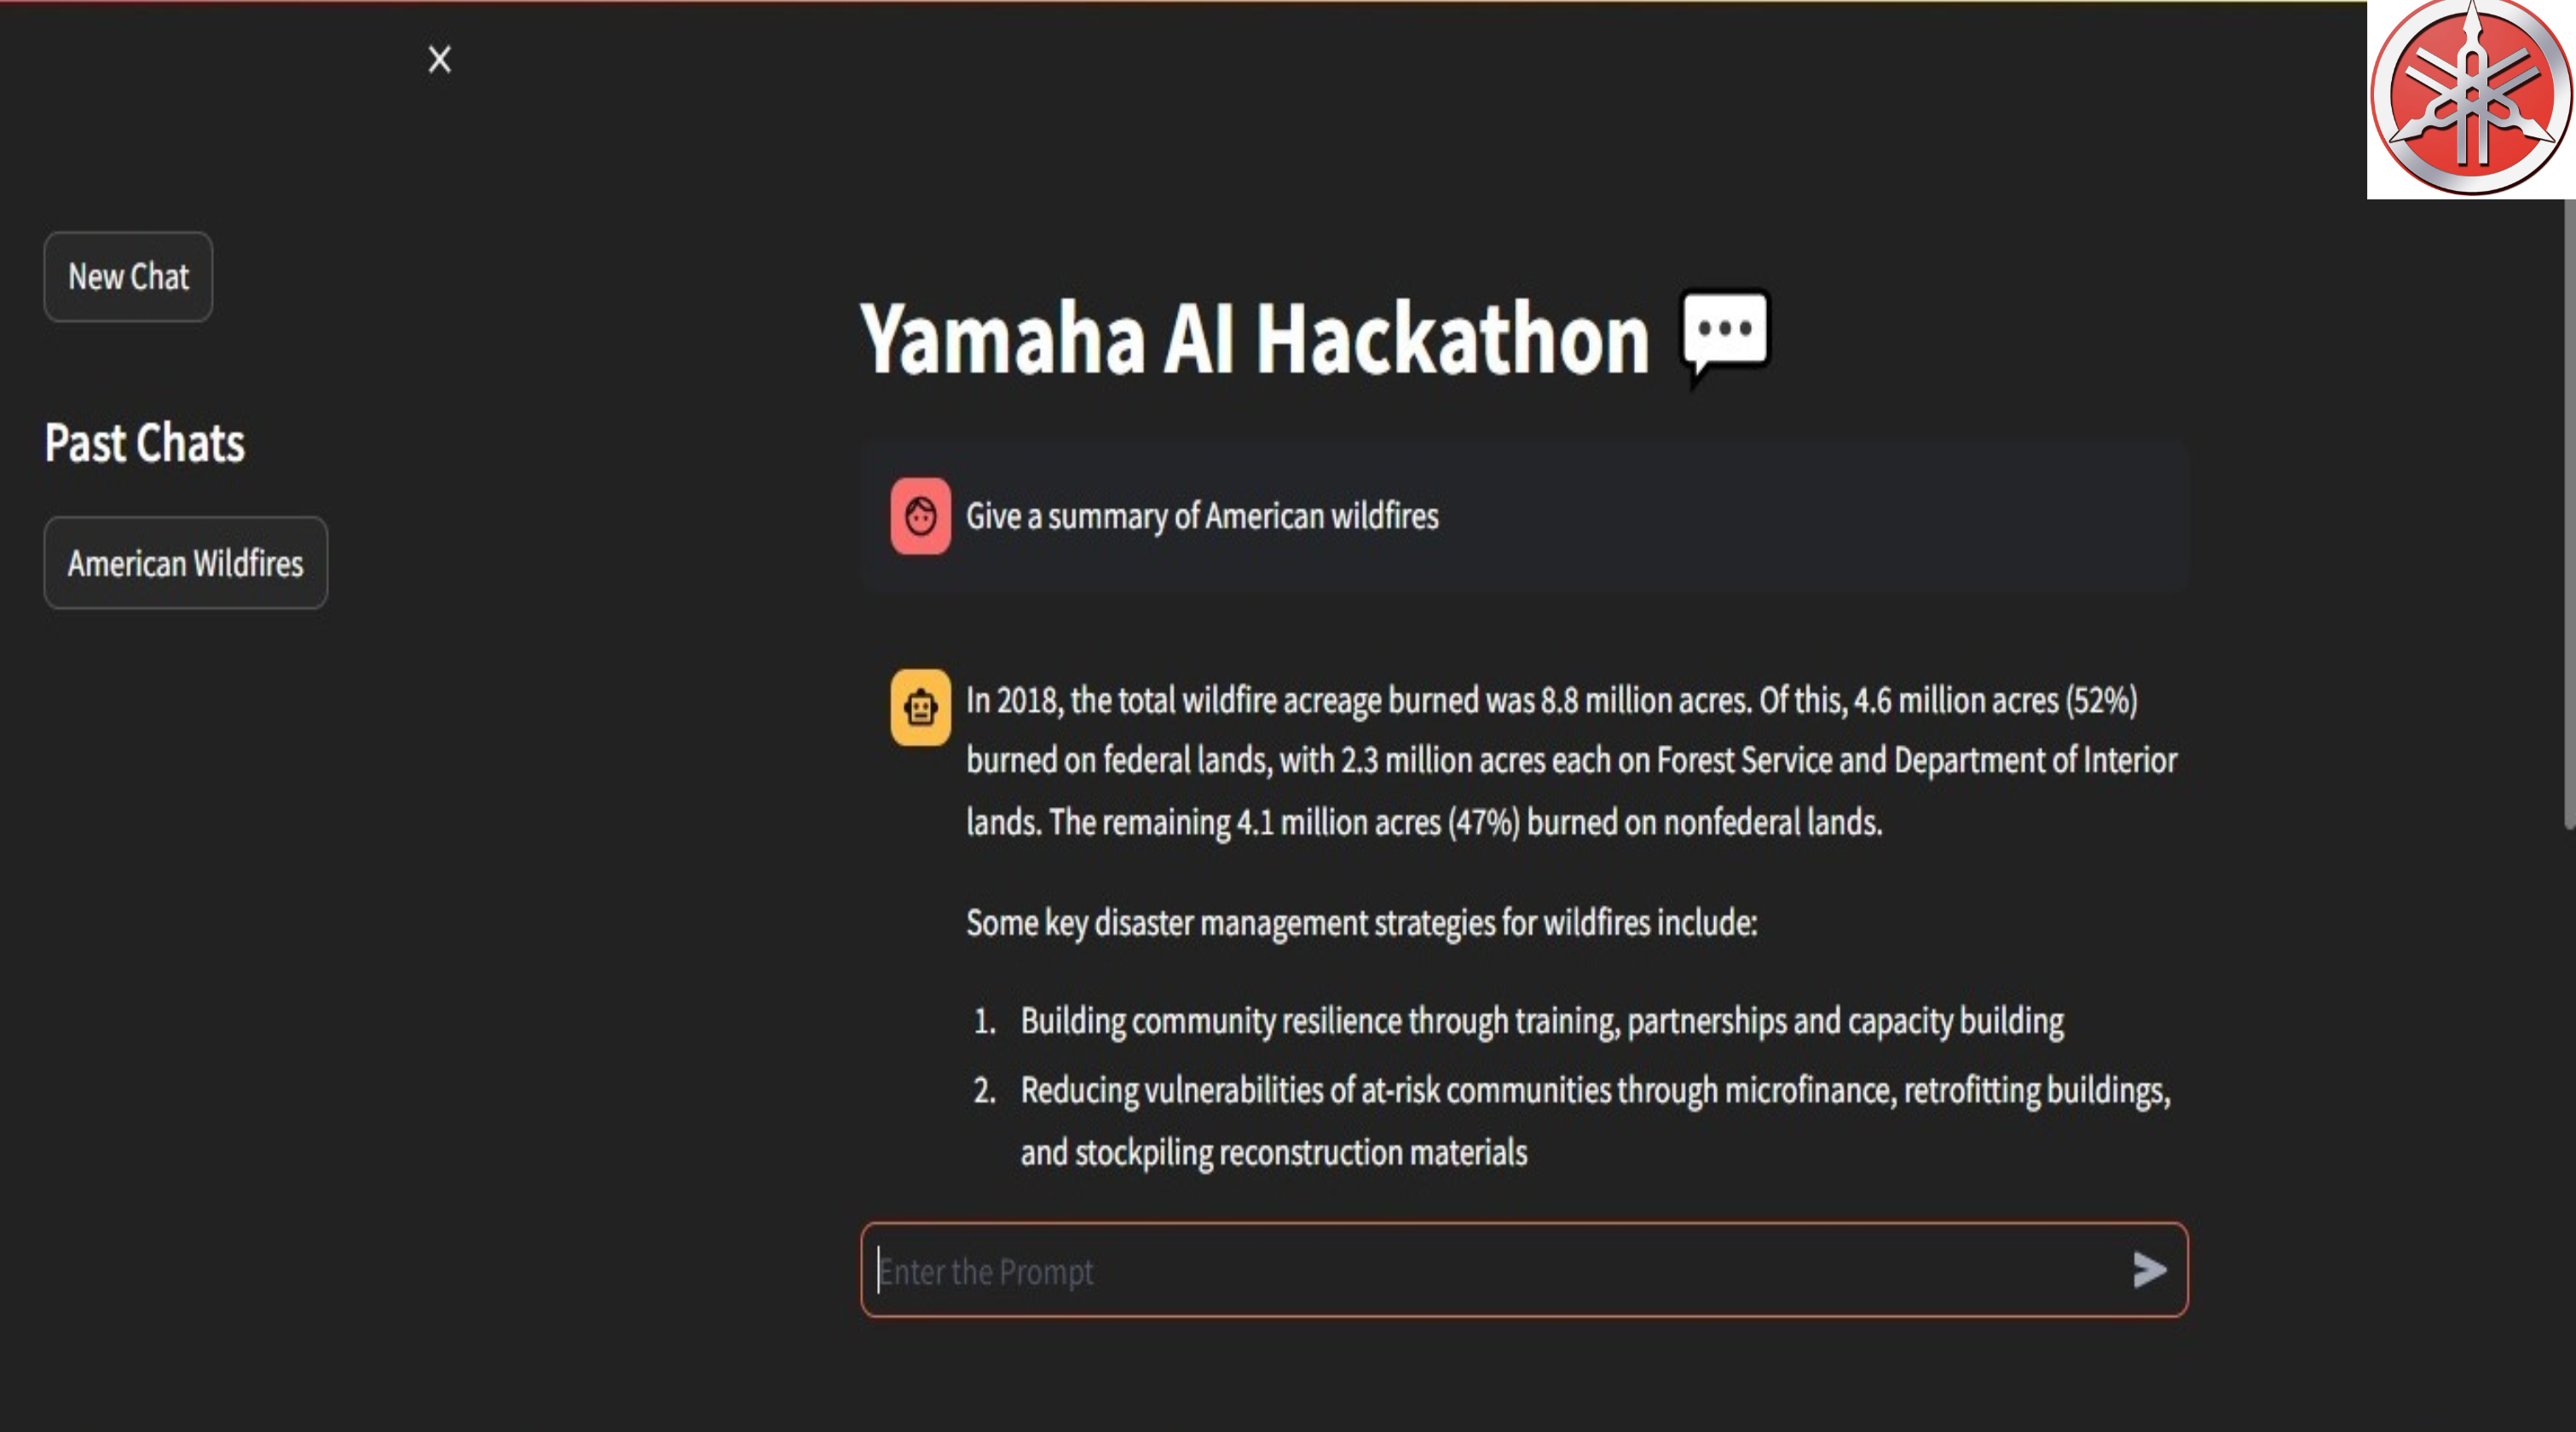 New Chat
Past Chats
American Wildfires
Yamaha AI Hackathon
Give a summary of American wildfires
In 2018, the total wildfire acreage burned was 8.8 million acres. Of this, 4.6 million acres (52%)
burned on federal lands, with 2.3 million acres each on Forest Service and Department of Interior
lands. The remaining 4.1 million acres (47%) burned on nonfederal lands.
Some key disaster management strategies for wildfires include:
1. Building community resilience through training, partnerships and capacity building
2. Reducing vulnerabilities of at-risk communities through microfinance, retrofitting buildings,
and stockpiling reconstruction materials
Enter the Prompt